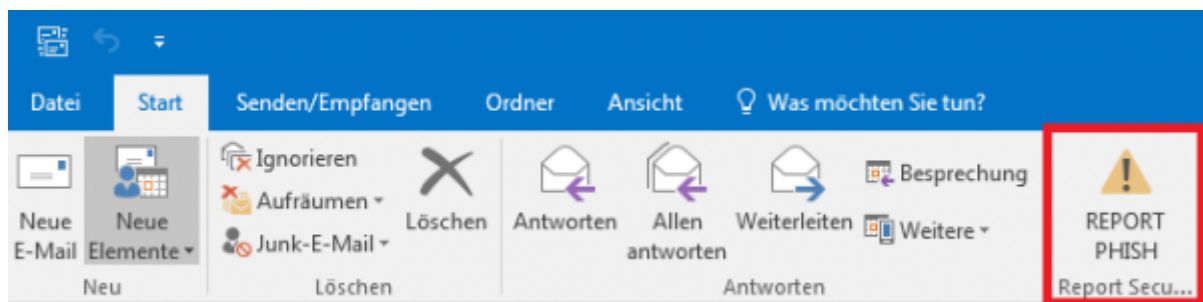 Datei Start Senden/Empfangen Ordner Ansicht Was möchten Sie tun?
Neue
E-Mail
Neue
Elemente
Neu
Ignorieren
Aufräumen
Junk-E-Mail
Löschen
Löschen
Antworten
Allen
antworten
Weiterleiten
Besprechung
Weitere
Antworten
REPORT
PHISH
Report Secu...